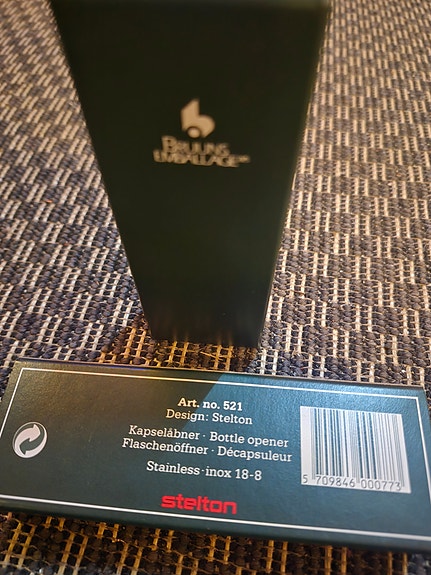 BRUUNS
EMBALLAGE
Art. no. 521
Design: Stelton
Kapselåbner · Bottle opener
Flaschenöffner · Décapsuleur
Stainless · inox 18-8
stelton
5 709846 000773